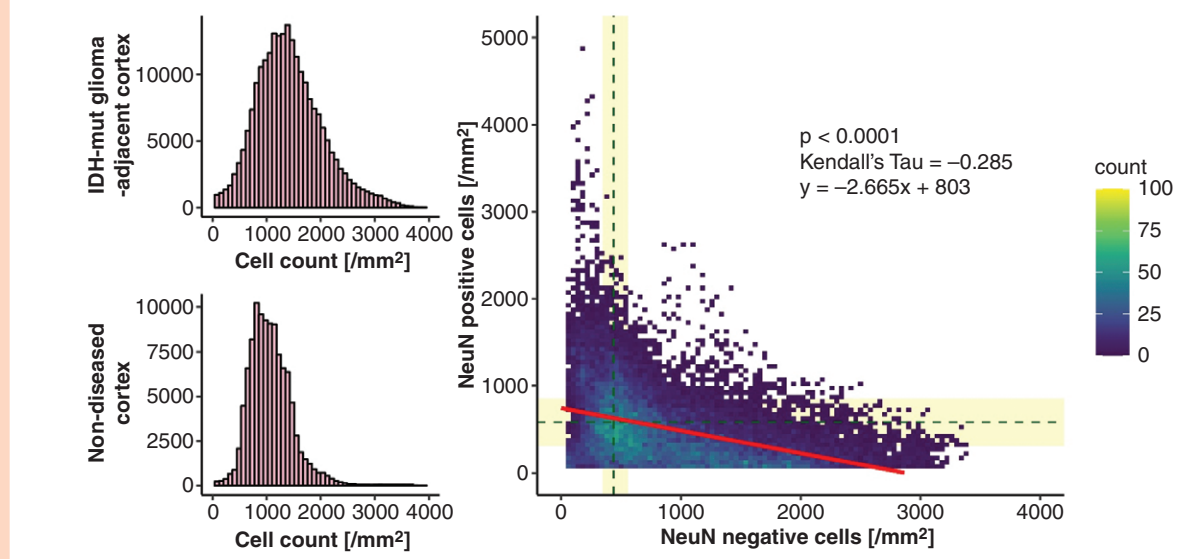 IDH-mut glioma
-adjacent cortex
10000
5000
0
0 1000 2000 3000 4000
Cell count [/mm²]
Non-diseased
cortex
10000
7500
5000
2500
0
0 1000 2000 3000 4000
Cell count [/mm²]
NeuN positive cells [/mm²]
5000
4000
3000
2000
1000
0
0 1000 2000 3000 4000
NeuN negative cells [/mm²]
p < 0.0001
Kendall's Tau = –0.285
y = –2.665x + 803
count
100
75
50
25
0